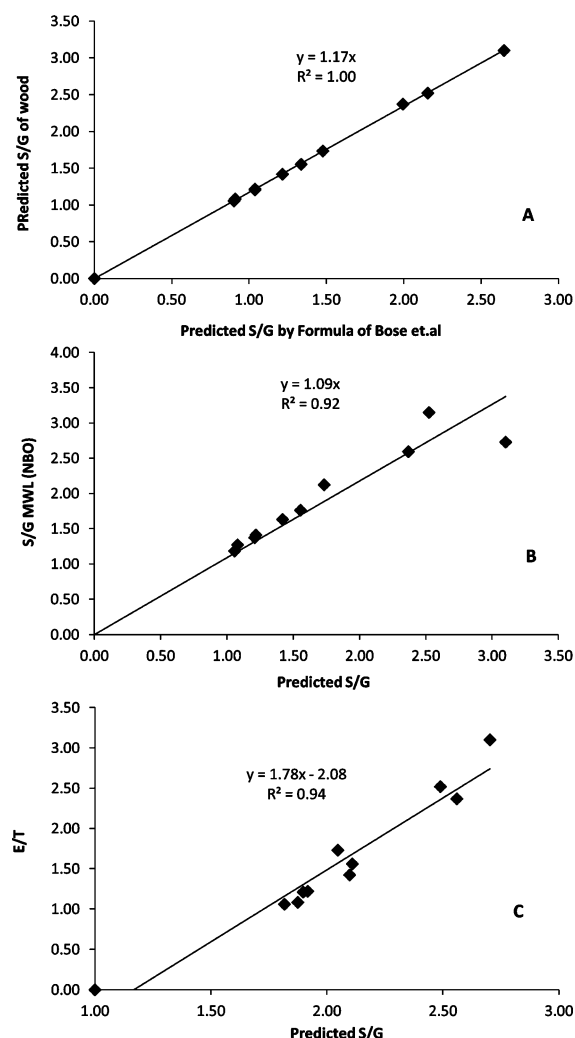 3.50
3.00
2.50
2.00
1.50
1.00
0.50
0.00
PRedicted S/G of wood
y = 1.17x
R² = 1.00
A
0.00 0.50 1.00 1.50 2.00 2.50 3.00
Predicted S/G by Formula of Bose et.al
4.00
3.50
3.00
2.50
2.00
1.50
1.00
0.50
0.00
S/G MWL (NBO)
y = 1.09x
R² = 0.92
B
0.00 0.50 1.00 1.50 2.00 2.50 3.00 3.50
Predicted S/G
3.50
3.00
2.50
2.00
1.50
1.00
0.50
0.00
E/T
y = 1.78x - 2.08
R² = 0.94
C
1.00 1.50 2.00 2.50 3.00
Predicted S/G